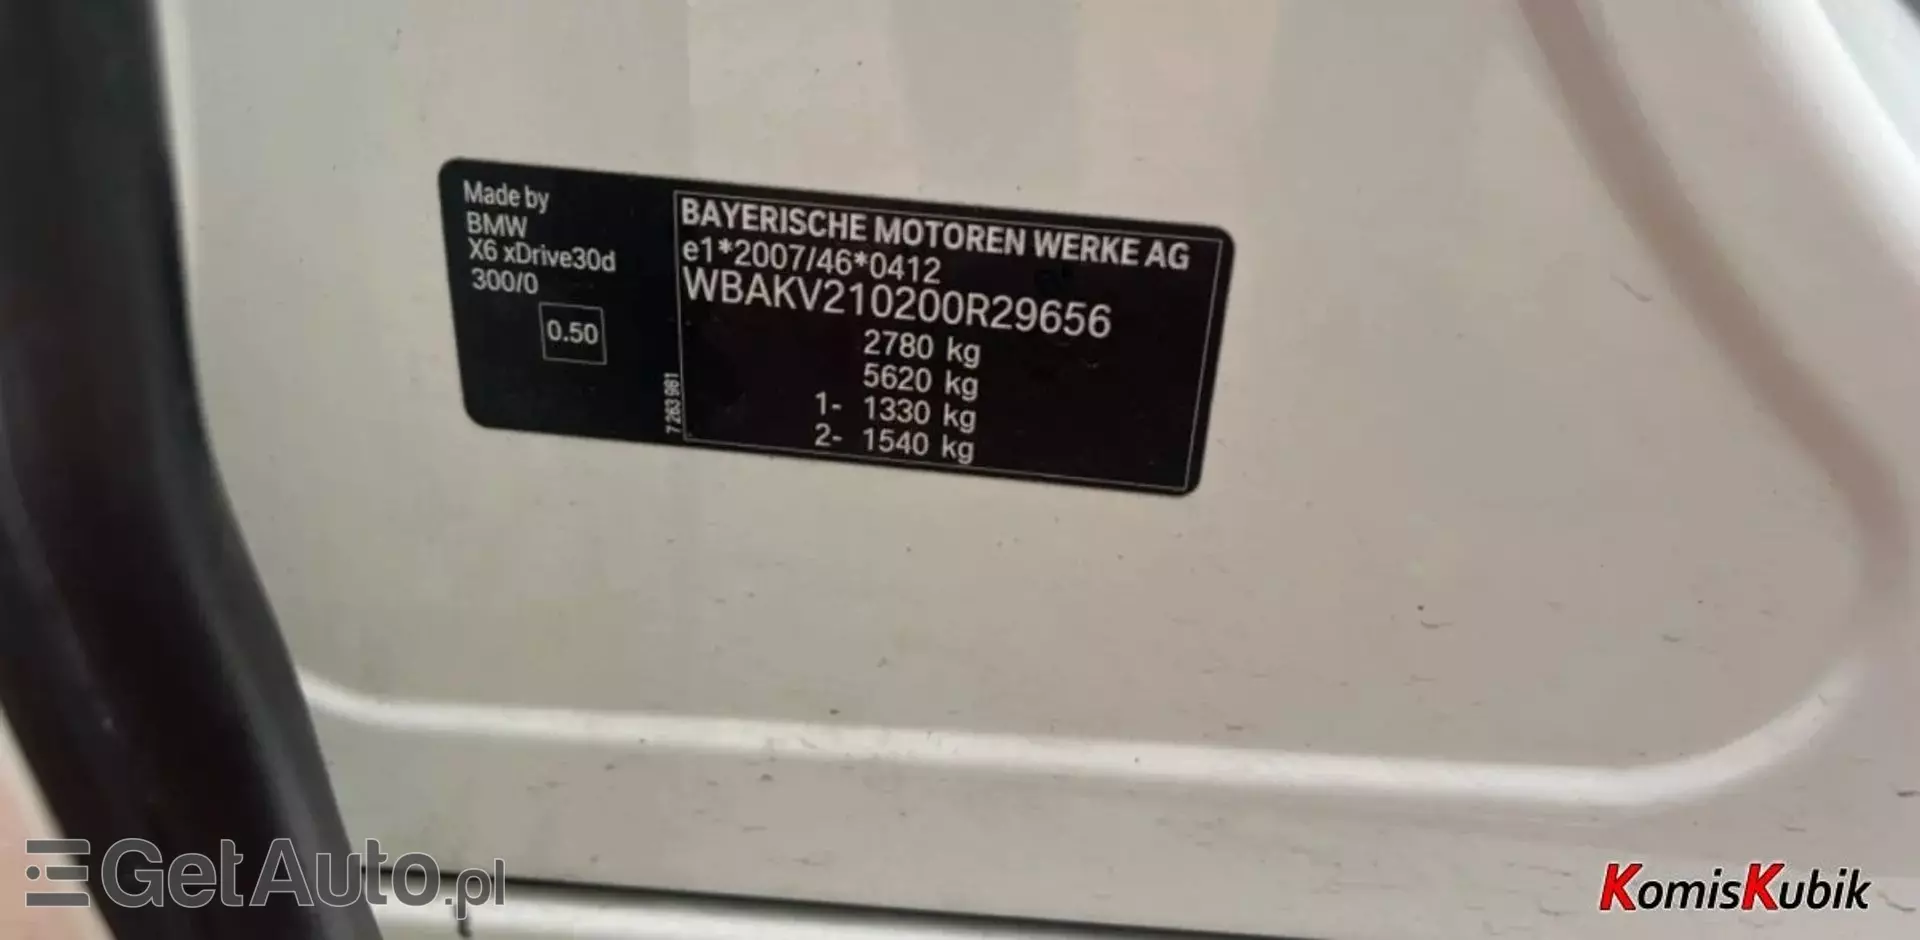 Made by
BMW
X6 xDrive30d
300/0
0.50
7 263 981
BAYERISCHE MOTOREN WERKE AG
e1*2007/46*0412
WBAKV210200R29656
2780 kg
5620 kg
1- 1330 kg
2- 1540 kg
GetAuto.pl
KomisKubik